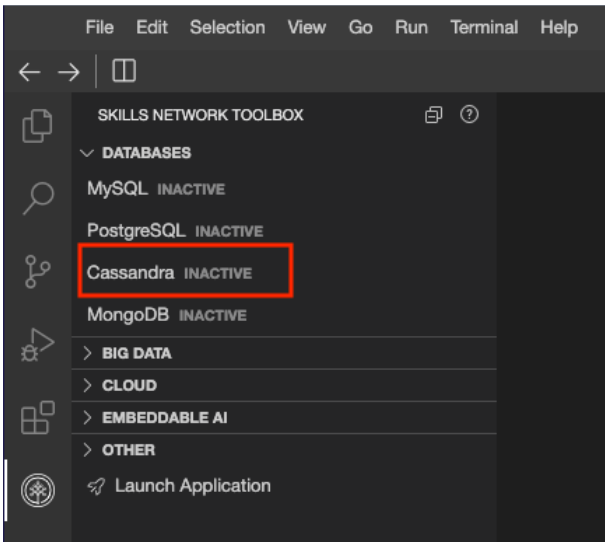 File Edit Selection View Go Run Terminal Help
SKILLS NETWORK TOOLBOX
DATABASES
MySQL INACTIVE
PostgreSQL INACTIVE
Cassandra INACTIVE
MongoDB INACTIVE
BIG DATA
CLOUD
EMBEDDABLE AI
OTHER
Launch Application